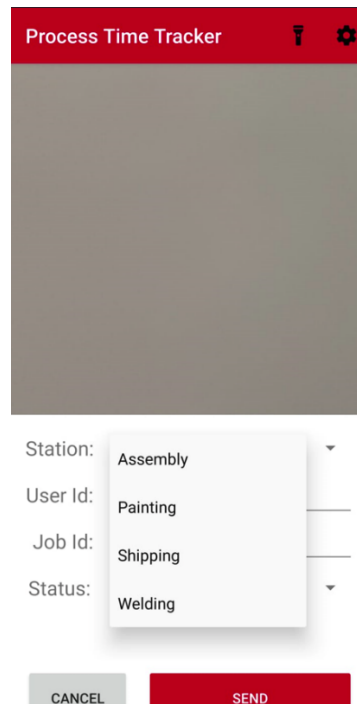 Process Time Tracker
Station:
Assembly
User Id:
Painting
Job Id:
Shipping
Status:
Welding
CANCEL
SEND